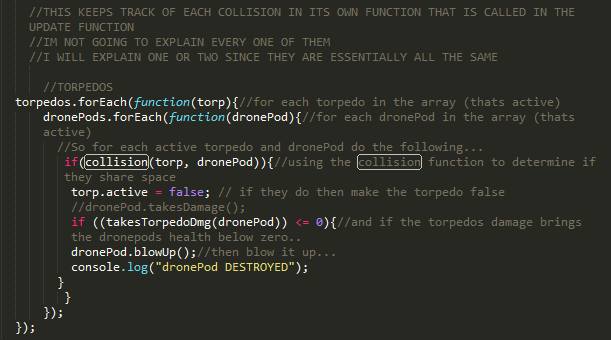 //THIS KEEPS TRACK OF EACH COLLISION IN ITS OWN FUNCTION THAT IS CALLED IN THE
UPDATE FUNCTION
//IM NOT GOING TO EXPLAIN EVERY ONE OF THEM
//I WILL EXPLAIN ONE OR TWO SINCE THEY ARE ESSENTIALLY ALL THE SAME
//TORPEDOS
torpedos.forEach(function(torp){//for each torpedo in the array (thats active)
dronePods.forEach(function(dronePod){//for each dronePod in the array (thats
active)
//So for each active torpedo and dronePod do the following...
if(collision(torp, dronePod)){//using the collision function to determine if
they share space
torp.active = false; // if they do then make the torpedo false
//dronePod.takesDamage();
if ((takesTorpedoDmg(dronePod)) <= 0){//and if the torpedos damage brings
the dronepods health below zero..
dronePod.blowUp();//then blow it up...
console.log("dronePod DESTROYED");
}
}
});
});